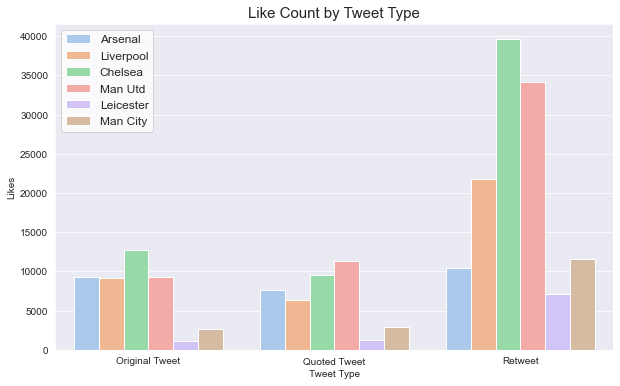 Like Count by Tweet Type
Arsenal
Liverpool
Chelsea
Man Utd
Leicester
Man City
40000
35000
30000
25000
20000
15000
10000
5000
0
Likes
Original Tweet
Quoted Tweet
Retweet
Tweet Type